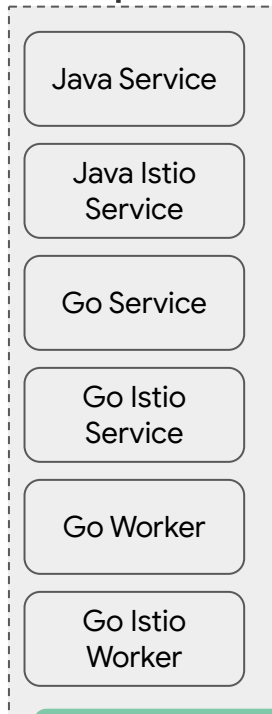 Java Service
Java Istio
Service
Go Service
Go Istio
Service
Go Worker
Go Istio
Worker